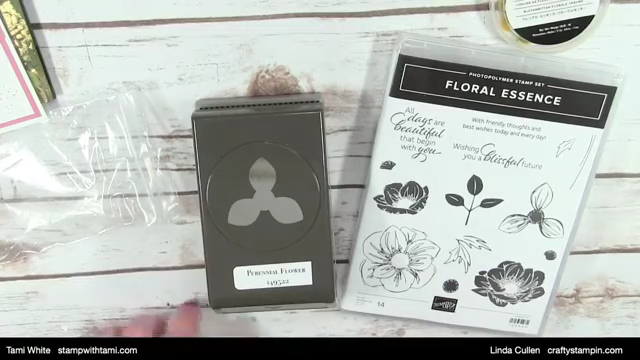 PHOTOPOLYMER STAMP SET
FLORAL ESSENCE
All
days are
beautiful
that begin
with you
With friendly thoughts and
best wishes today and every day!
Wishing
you a blissful future
PERENNIAL FLOWER
149522
14
STAMPIN' UP!
Tami White stampwithtami.com
Linda Cullen craftystampin.com